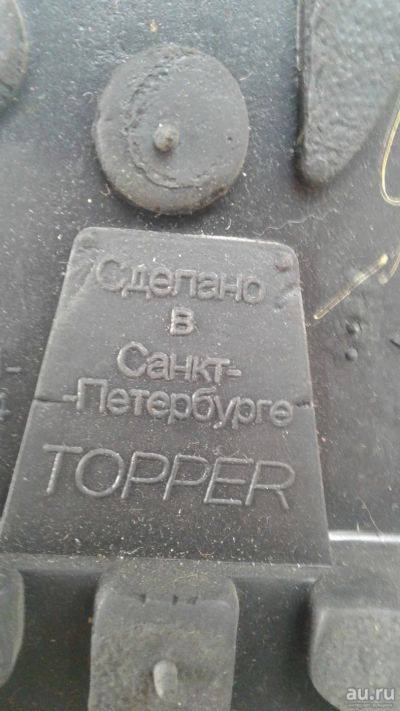 Сделано
в
Санкт-
-Петербурге
TOPPER
au.ru